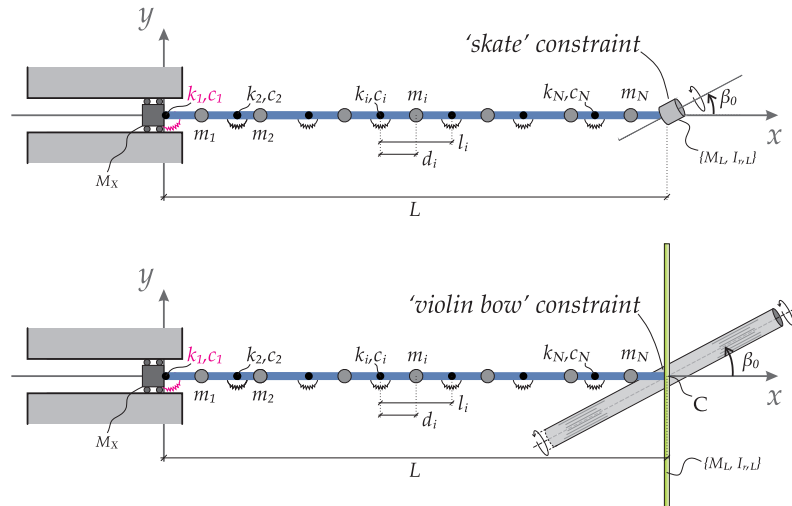 y
'skate' constraint
k1,c1 k2,c2 ki,ci mi kN,cN mN β0
m1 m2 x
di li {ML, Ir,L}
MX
L
y
'violin bow' constraint
k1,c1 k2,c2 ki,ci mi kN,cN mN β0
m1 m2 C x
di li
MX
L {ML, Ir,L}